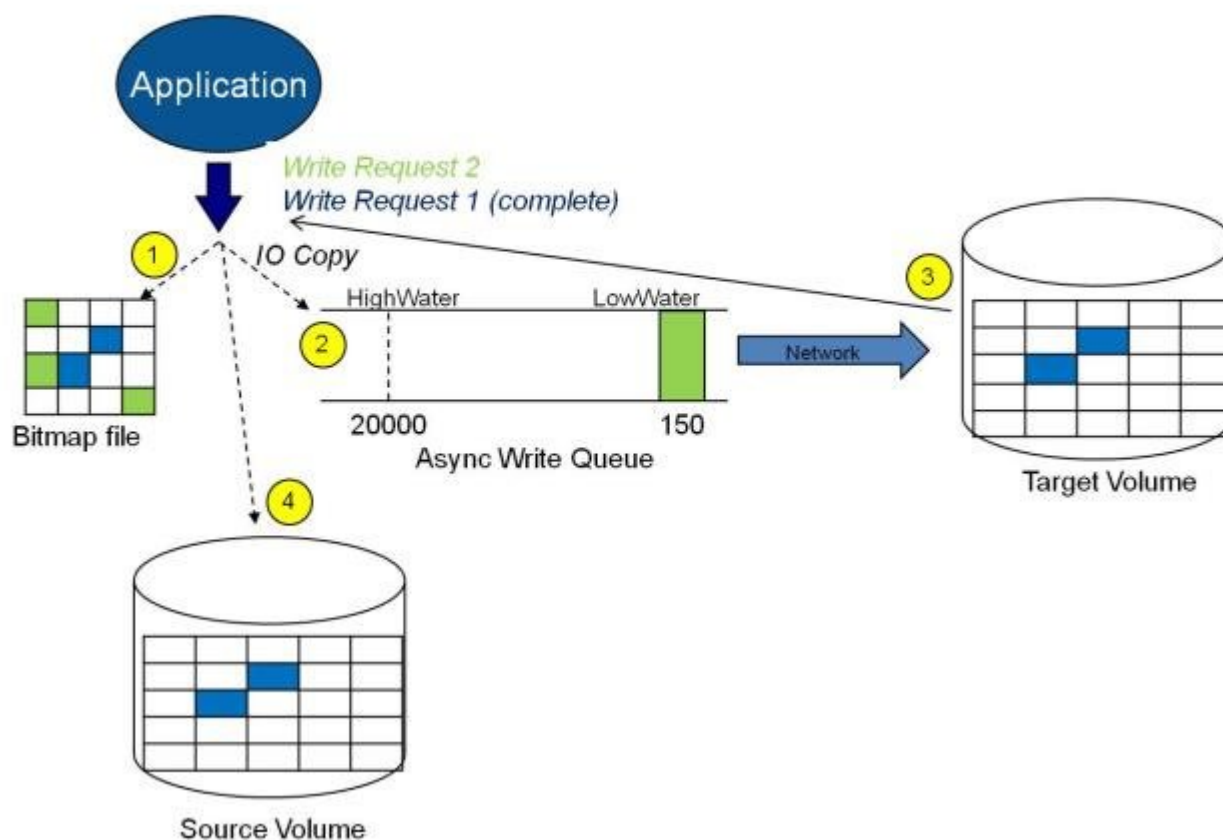 Application
Write Request 2
Write Request 1 (complete)
1
IO Copy
3
HighWater
LowWater
2
Network
20000
150
Bitmap file
Async Write Queue
Target Volume
4
Source Volume